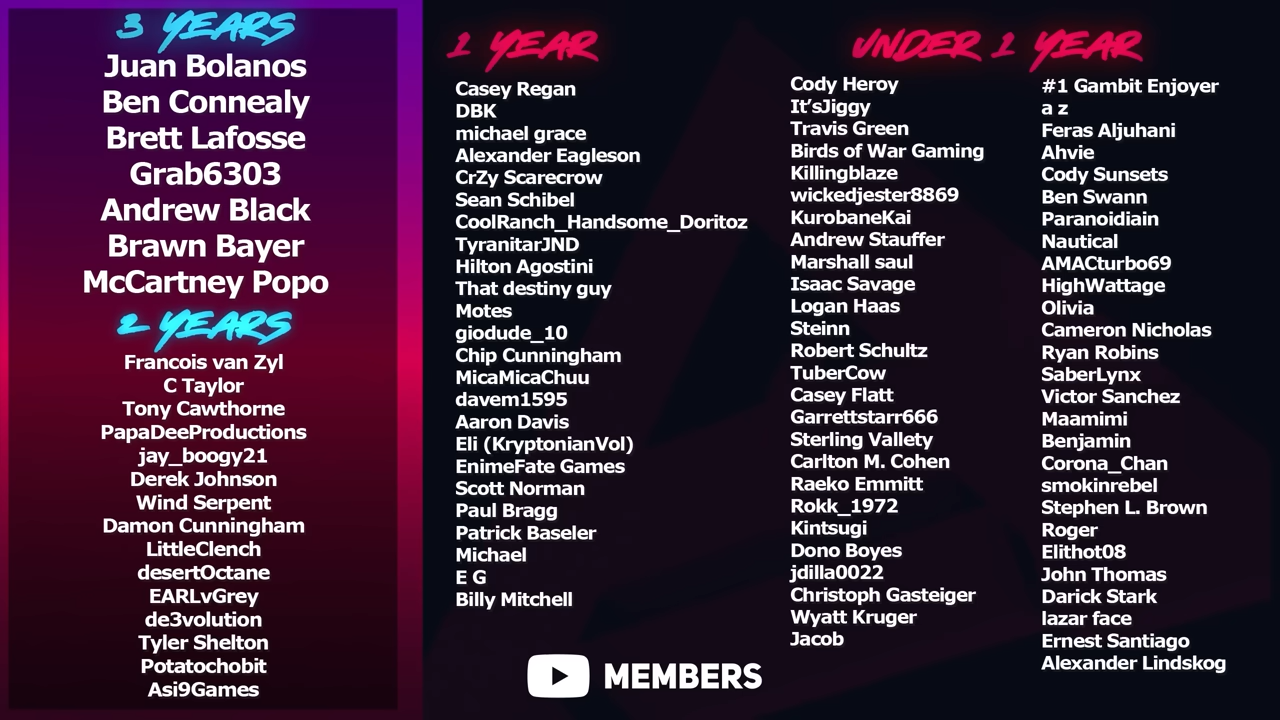 3 YEARS
Juan Bolanos
Ben Connealy
Brett Lafosse
Grab6303
Andrew Black
Brawn Bayer
McCartney Popo
2 YEARS
Francois van Zyl
C Taylor
Tony Cawthorne
PapaDeeProductions
jay_boogy21
Derek Johnson
Wind Serpent
Damon Cunningham
LittleClench
desertOctane
EARLvGrey
de3volution
Tyler Shelton
Potatochobit
Asi9Games
1 YEAR
Casey Regan
DBK
michael grace
Alexander Eagleson
CrZy Scarecrow
Sean Schibel
CoolRanch_Handsome_Doritoz
TyranitarJND
Hilton Agostini
That destiny guy
Motes
giodude_10
Chip Cunningham
MicaMicaChuu
davem1595
Aaron Davis
Eli (KryptonianVol)
EnimeFate Games
Scott Norman
Paul Bragg
Patrick Baseler
Michael
E G
Billy Mitchell
UNDER 1 YEAR
Cody Heroy
It’sJiggy
Travis Green
Birds of War Gaming
Killingblaze
wickedjester8869
KurobaneKai
Andrew Stauffer
Marshall saul
Isaac Savage
Logan Haas
Steinn
Robert Schultz
TuberCow
Casey Flatt
Garrettstarr666
Sterling Vallety
Carlton M. Cohen
Raeko Emmitt
Rokk_1972
Kintsugi
Dono Boyes
jdilla0022
Christoph Gasteiger
Wyatt Kruger
Jacob
#1 Gambit Enjoyer
a z
Feras Aljuhani
Ahvie
Cody Sunsets
Ben Swann
Paranoidiain
Nautical
AMACturbo69
HighWattage
Olivia
Cameron Nicholas
Ryan Robins
SaberLynx
Victor Sanchez
Maamimi
Benjamin
Corona_Chan
smokinrebel
Stephen L. Brown
Roger
Elithot08
John Thomas
Darick Stark
lazar face
Ernest Santiago
Alexander Lindskog
MEMBERS